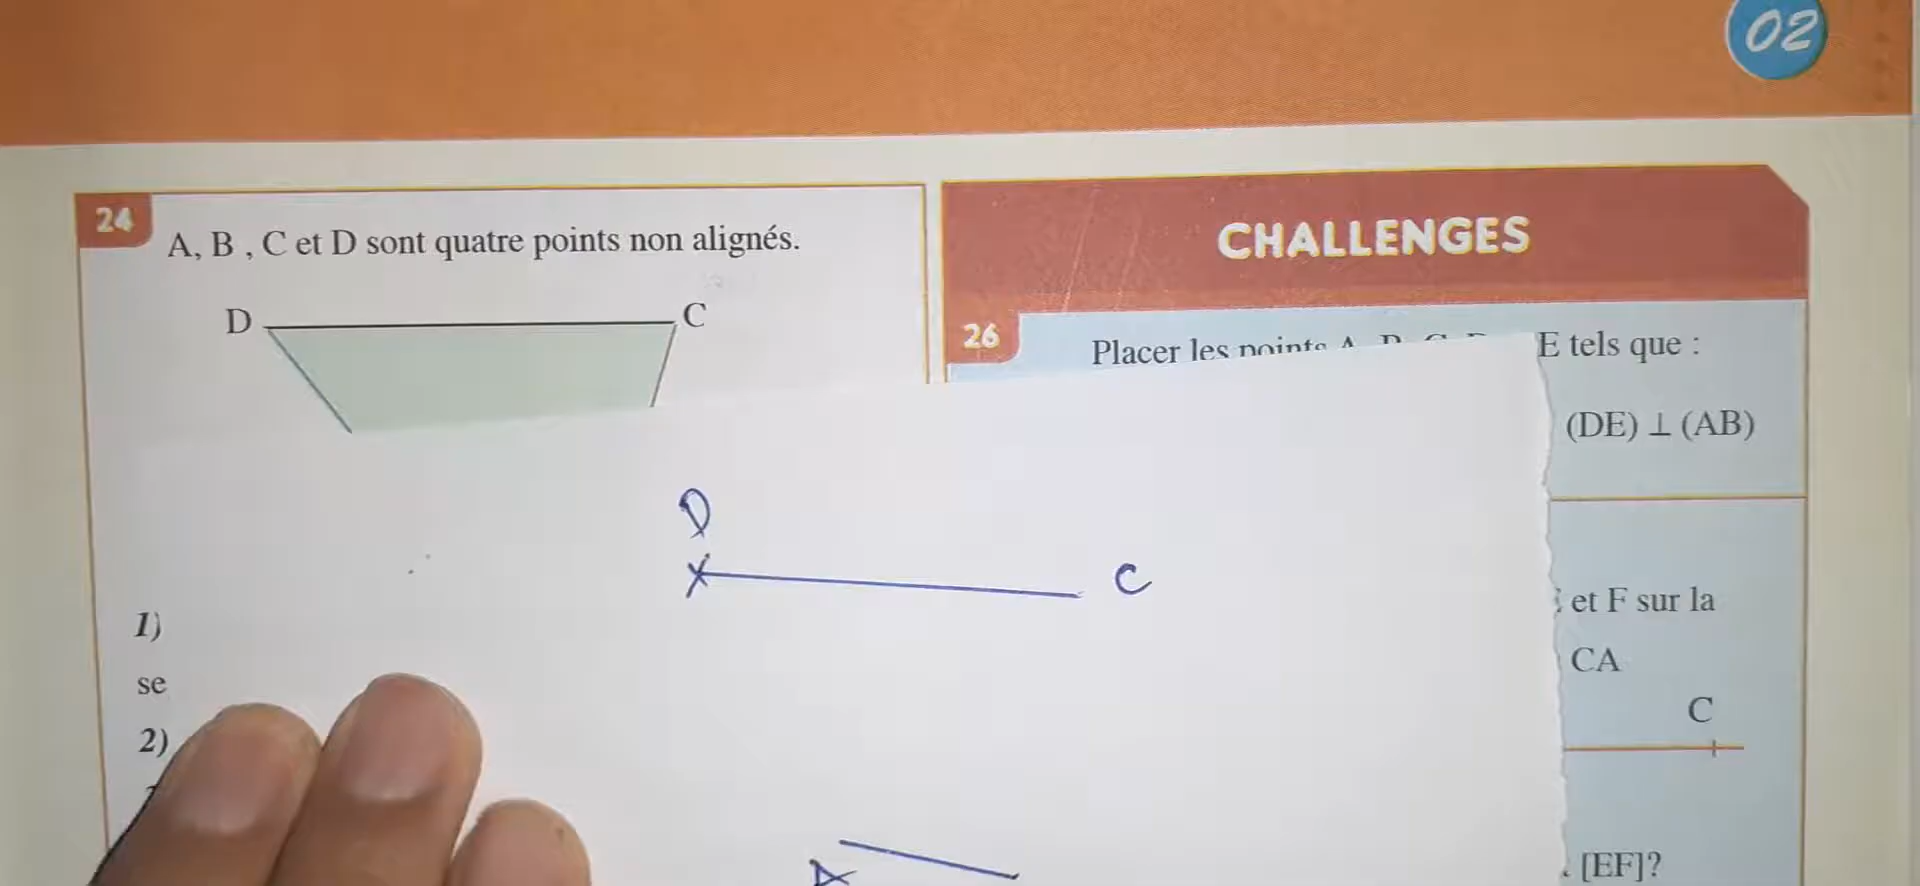 02
24
A, B , C et D sont quatre points non alignés.
D
C
1)
se
2)
CHALLENGES
26
Placer les points A, B, C, D E tels que :
(DE) ⊥ (AB)
et F sur la
CA
C
[EF]?
D
C
A